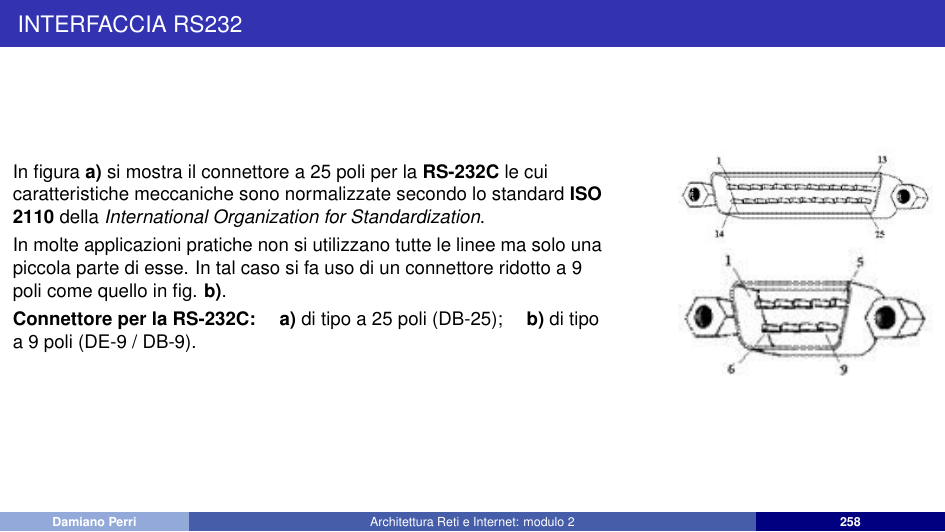 INTERFACCIA RS232
In figura a) si mostra il connettore a 25 poli per la RS-232C le cui
caratteristiche meccaniche sono normalizzate secondo lo standard ISO
2110 della International Organization for Standardization.
In molte applicazioni pratiche non si utilizzano tutte le linee ma solo una
piccola parte di esse. In tal caso si fa uso di un connettore ridotto a 9
poli come quello in fig. b).
Connettore per la RS-232C: a) di tipo a 25 poli (DB-25); b) di tipo
a 9 poli (DE-9 / DB-9).
1 13
14 25
1 5
6 9
Damiano Perri Architettura Reti e Internet: modulo 2 258